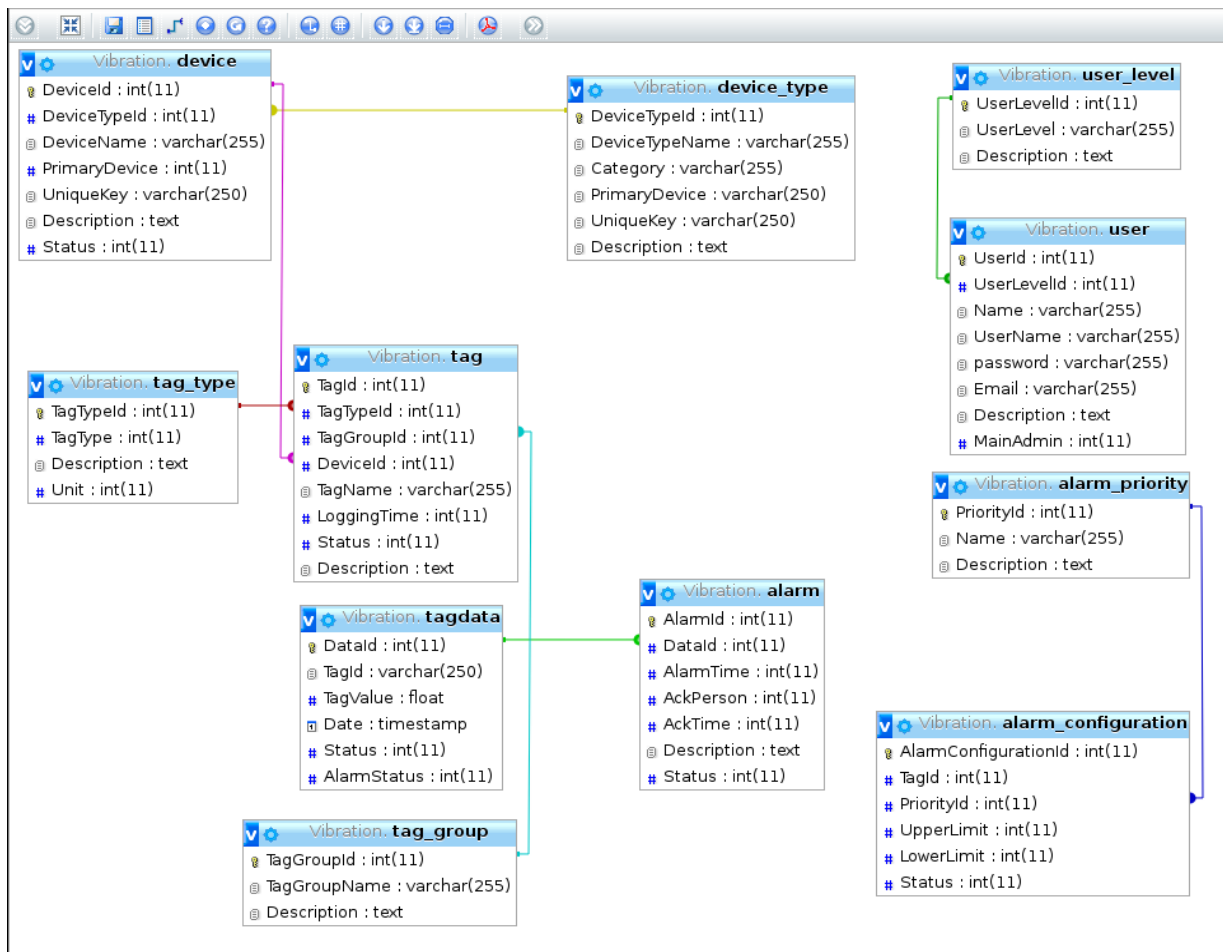 Vibration. device
DeviceId : int(11)
DeviceTypeId : int(11)
DeviceName : varchar(255)
PrimaryDevice : int(11)
UniqueKey : varchar(250)
Description : text
Status : int(11)
Vibration. device_type
DeviceTypeId : int(11)
DeviceTypeName : varchar(255)
Category : varchar(255)
PrimaryDevice : varchar(250)
UniqueKey : varchar(250)
Description : text
Vibration. user_level
UserLevelId : int(11)
UserLevel : varchar(255)
Description : text
Vibration. user
UserId : int(11)
UserLevelId : int(11)
Name : varchar(255)
UserName : varchar(255)
password : varchar(255)
Email : varchar(255)
Description : text
MainAdmin : int(11)
Vibration. tag_type
TagTypeId : int(11)
TagType : int(11)
Description : text
Unit : int(11)
Vibration. tag
TagId : int(11)
TagTypeId : int(11)
TagGroupId : int(11)
DeviceId : int(11)
TagName : varchar(255)
LoggingTime : int(11)
Status : int(11)
Description : text
Vibration. alarm_priority
PriorityId : int(11)
Name : varchar(255)
Description : text
Vibration. tagdata
DataId : int(11)
TagId : varchar(250)
TagValue : float
Date : timestamp
Status : int(11)
AlarmStatus : int(11)
Vibration. alarm
AlarmId : int(11)
DataId : int(11)
AlarmTime : int(11)
AckPerson : int(11)
AckTime : int(11)
Description : text
Status : int(11)
Vibration. alarm_configuration
AlarmConfigurationId : int(11)
TagId : int(11)
PriorityId : int(11)
UpperLimit : int(11)
LowerLimit : int(11)
Status : int(11)
Vibration. tag_group
TagGroupId : int(11)
TagGroupName : varchar(255)
Description : text